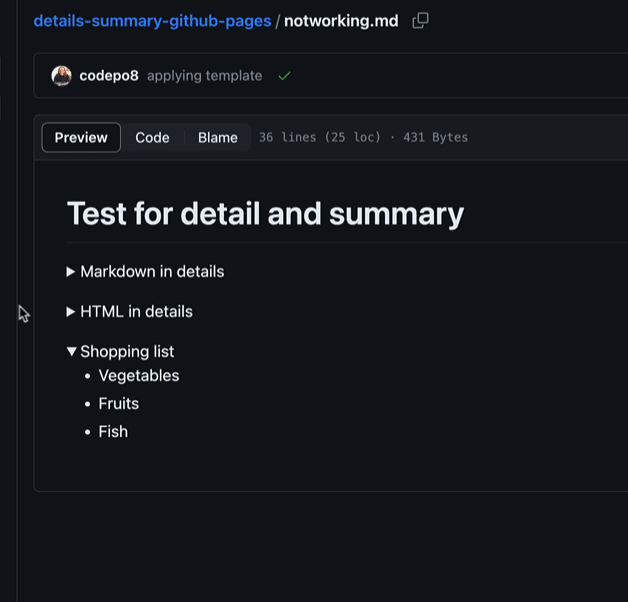 details-summary-github-pages / notworking.md
codepo8 applying template
Preview Code Blame 36 lines (25 loc) · 431 Bytes
Test for detail and summary
Markdown in details
HTML in details
Shopping list
• Vegetables
• Fruits
• Fish